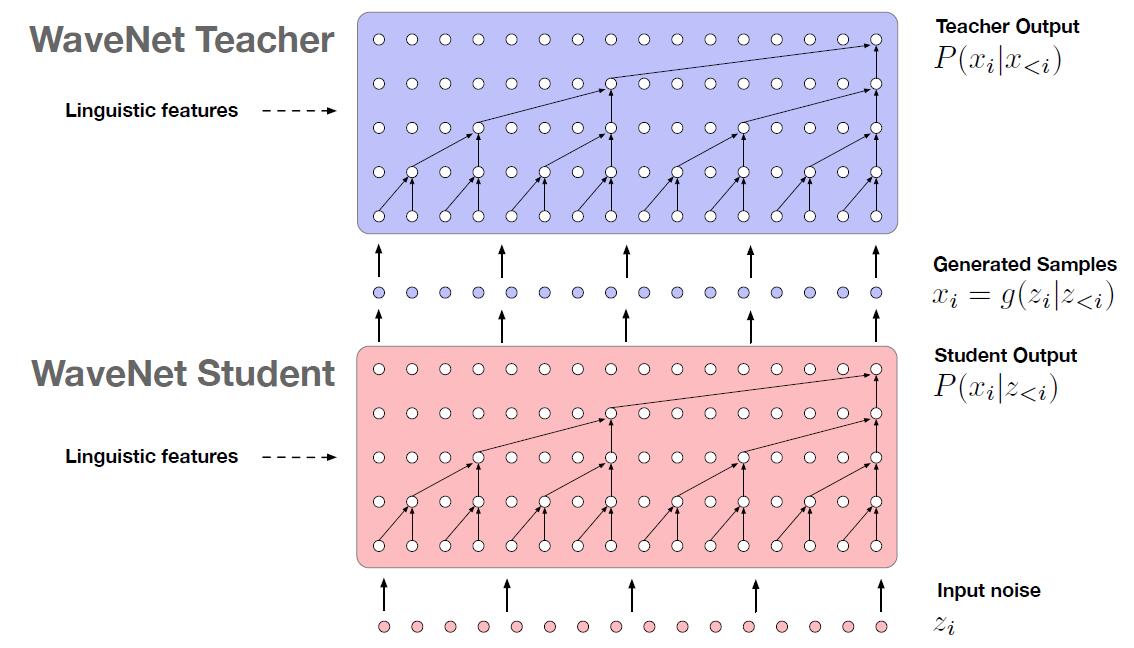 WaveNet Teacher
Teacher Output
P(x_i|x_{<i})
Linguistic features
Generated Samples
x_i = g(z_i|z_{<i})
WaveNet Student
Student Output
P(x_i|z_{<i})
Linguistic features
Input noise
z_i